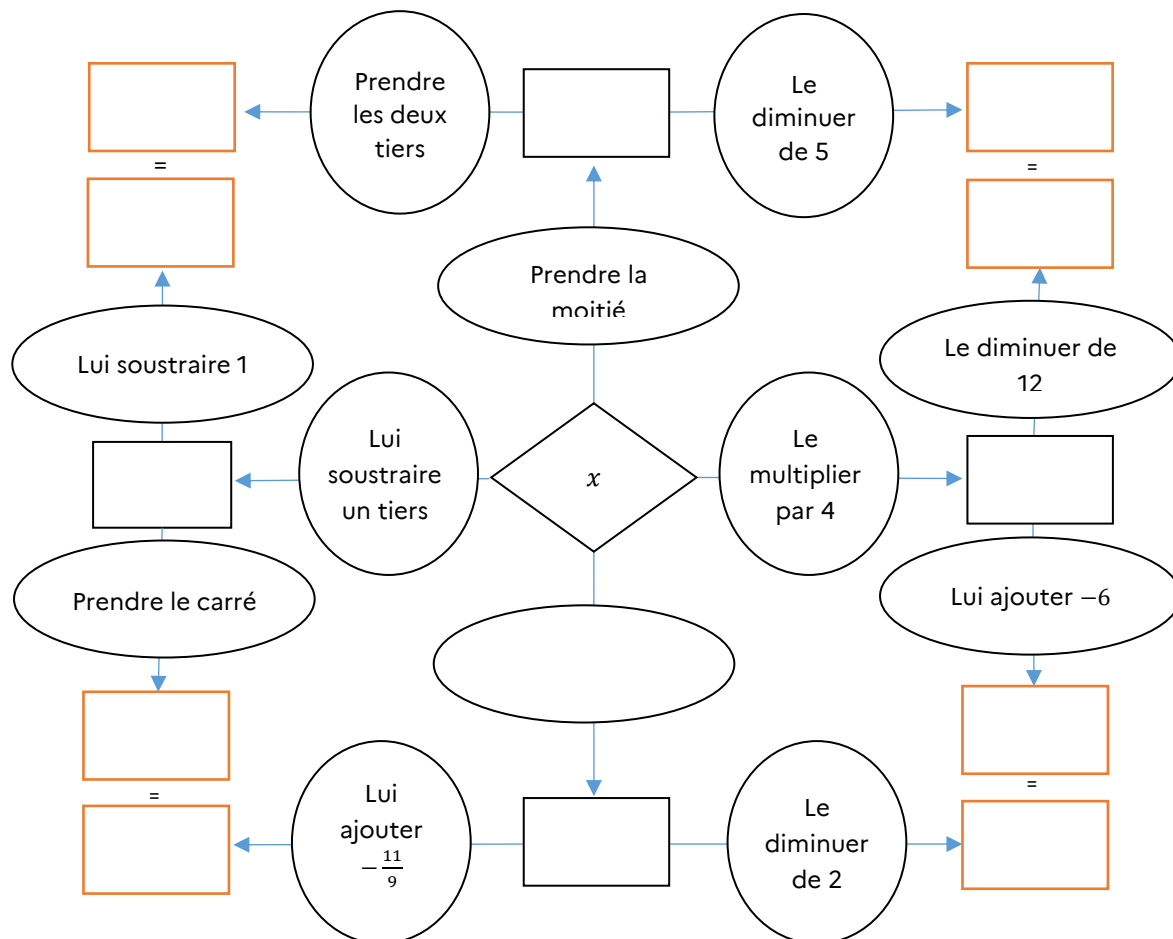 Prendre
les deux
tiers
Le
diminuer
de 5
=
=
Prendre la
moitié
Lui soustraire 1
Le diminuer de
12
Lui
soustraire
un tiers
x
Le
multiplier
par 4
Prendre le carré
Lui ajouter −6
=
=
Lui
ajouter
−11/9
Le
diminuer
de 2